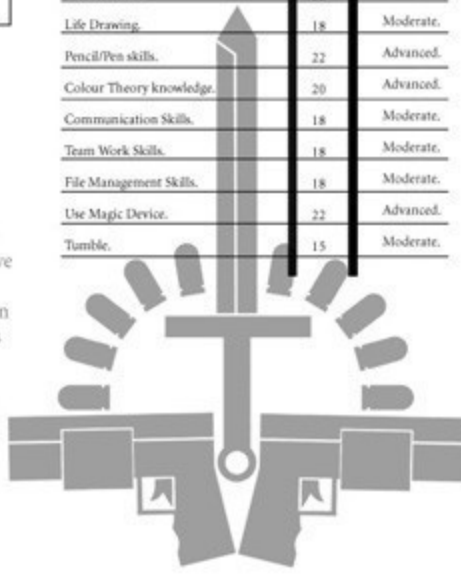 Life Drawing. 18 Moderate.
Pencil/Pen skills. 22 Advanced.
Colour Theory knowledge. 20 Advanced.
Communication Skills. 18 Moderate.
Team Work Skills. 18 Moderate.
File Management Skills. 18 Moderate.
Use Magic Device. 22 Advanced.
Tumble. 15 Moderate.